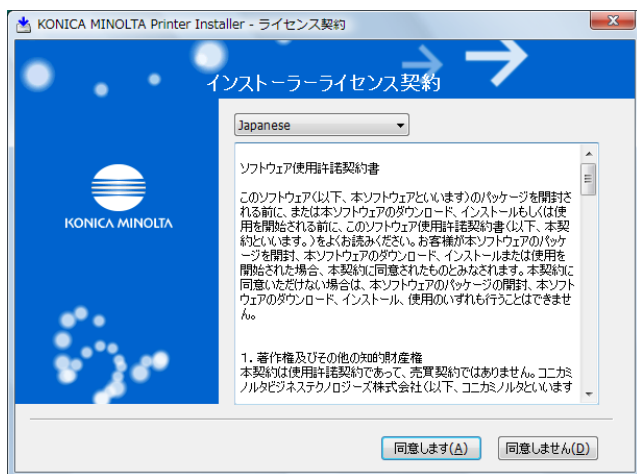 KONICA MINOLTA Printer Installer - ライセンス契約
インストーラーライセンス契約
Japanese
KONICA MINOLTA
ソフトウェア使用許諾契約書
このソフトウェア(以下、本ソフトウェアといいます)のパッケージを開封さ
れる前に、または本ソフトウェアのダウンロード、インストールもしくは使
用を開始される前に、このソフトウェア使用許諾契約書(以下、本契
約といいます。)をよくお読みください。お客様が本ソフトウェアのパッケ
ージを開封、本ソフトウェアのダウンロード、インストールまたは使用を
開始された場合、本契約に同意されたものとみなされます。本契約に
同意いただけない場合は、本ソフトウェアのパッケージの開封、本ソフト
ウェアのダウンロード、インストール、使用のいずれも行うことはできませ
ん。
1. 著作権及びその他の知的財産権
本契約は使用許諾契約であって、売買契約ではありません。コニカミ
ノルタビジネステクノロジーズ株式会社(以下、コニカミノルタといいます
同意します(A)
同意しません(D)